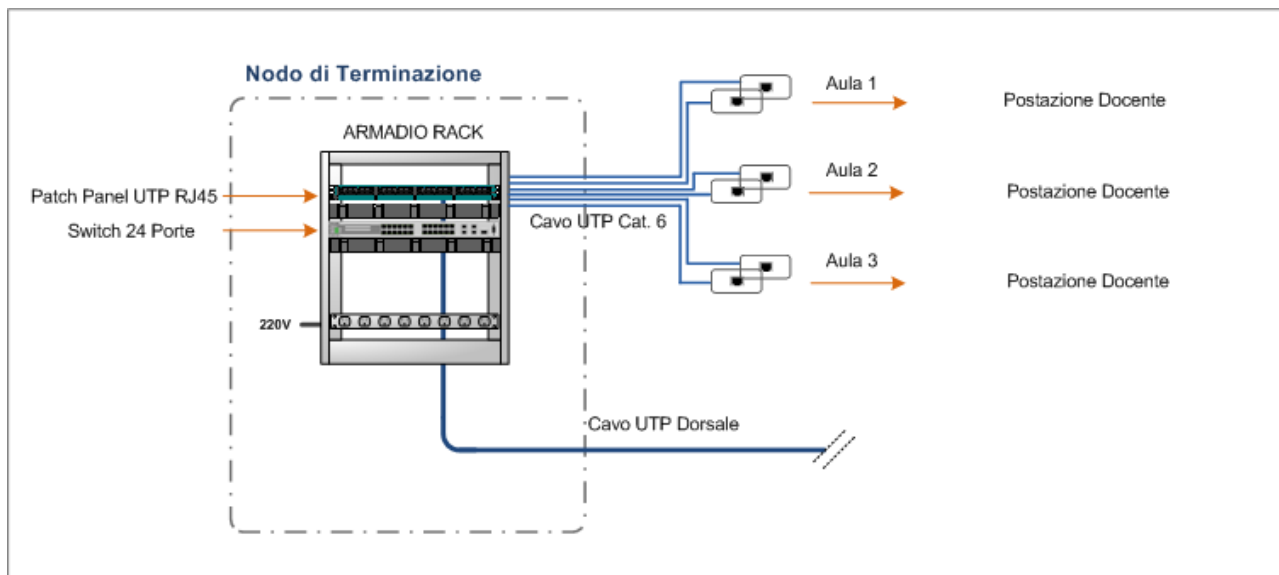 Nodo di Terminazione
ARMADIO RACK
Patch Panel UTP RJ45
Switch 24 Porte
220V
Cavo UTP Cat. 6
Aula 1
Postazione Docente
Aula 2
Postazione Docente
Aula 3
Postazione Docente
Cavo UTP Dorsale